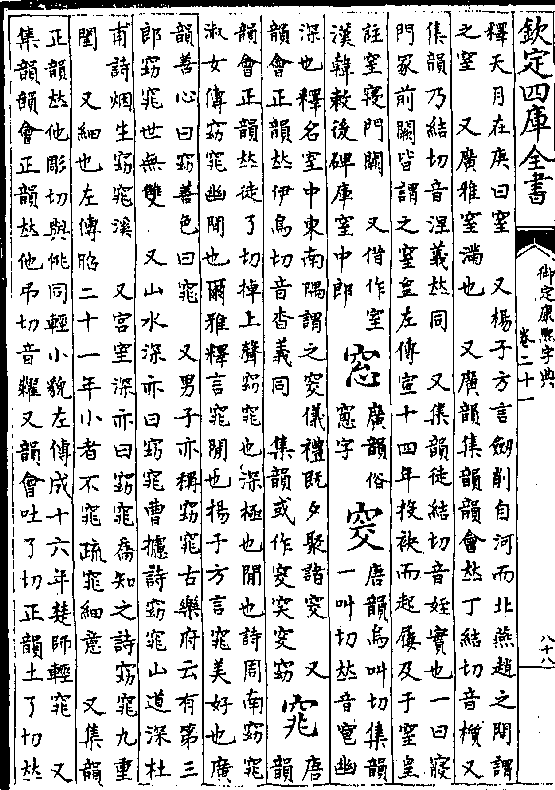 欽定四庫全書
御定康熙字典
卷二十一
八十八
釋天月在庚曰窒　又楊子方言劒削自河而北燕趙之閒謂
之窒　又廣雅窒滿也　又廣韻集韻韻會𠀤丁結切音櫍又
集韻乃結切音涅義𠀤同　又集韻徒結切音姪實也一曰寢
門冢前闕皆謂之窒皇左傳宣十四年投袂而起屨及于窒皇
註窒寢門闕　又借作室
漢韓敕後碑庫窒中郎
窓
廣韻俗
窻字
窔
唐韻烏叫切集韻
一叫切𠀤音窅幽
深也釋名室中東南隅謂之窔儀禮旣夕聚諸窔　又
韻會正韻𠀤伊鳥切音杳義同　集韻或作穾窔窈
窕
唐
韻
韻會正韻𠀤徒了切掉上聲窈窕也深極也閒也詩周南窈窕
淑女傳窈窕幽閒也爾雅釋言窕閒也揚子方言窕美好也廣
韻善心曰窈善色曰窕　又男子亦稱窈窕古樂府云有第三
郎窈窕世無雙　又山水深亦曰窈窕曹攄詩窈窕山道深杜
甫詩烟生窈窕溪　又宮室深亦曰窈窕喬知之詩窈窕九重
閨　又細也左傳昭二十一年小者不窕疏窕細意　又集韻
正韻𠀤他彫切與佻同輕小貌左傳成十六年楚師輕窕　又
集韻韻會正韻𠀤他弔切音糶又韻會吐了切正韻土了切𠀤